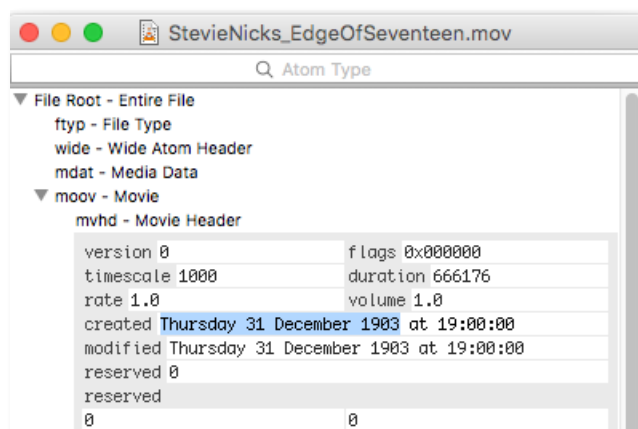 StevieNicks_EdgeOfSeventeen.mov
Atom Type
File Root - Entire File
ftyp - File Type
wide - Wide Atom Header
mdat - Media Data
moov - Movie
mvhd - Movie Header
version 0 flags 0x000000
timescale 1000 duration 666176
rate 1.0 volume 1.0
created Thursday 31 December 1903 at 19:00:00
modified Thursday 31 December 1903 at 19:00:00
reserved 0
reserved
0 0